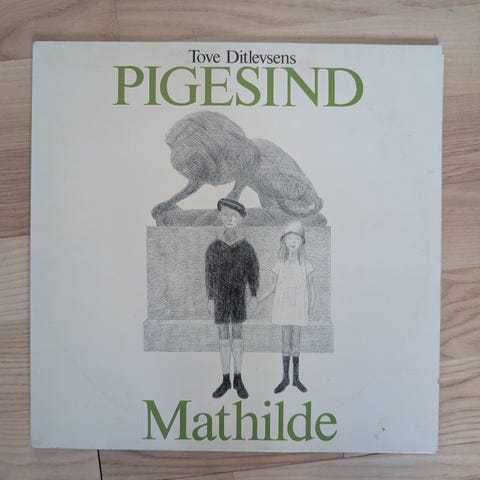 Tove Ditlevsens
PIGESIND
Mathilde